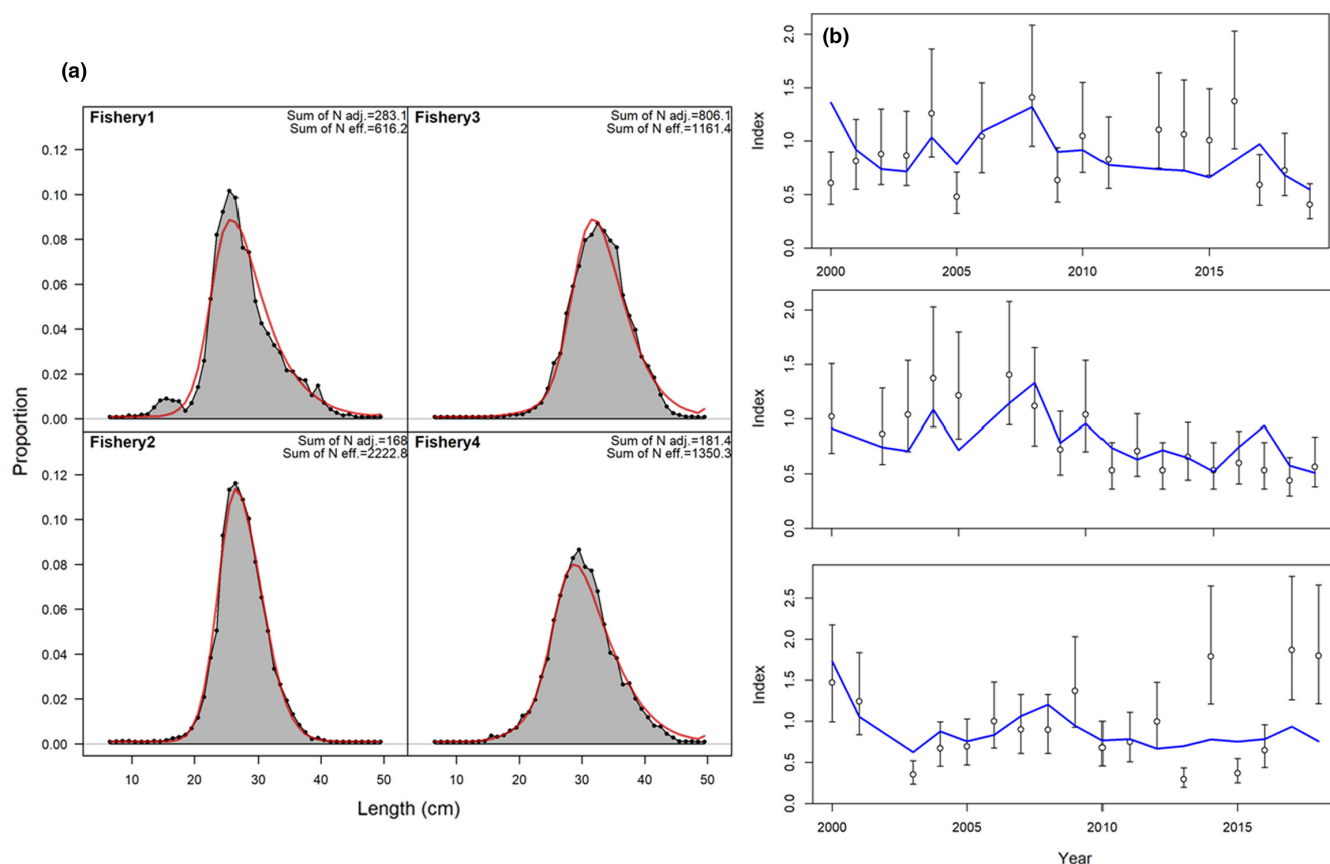 (a)
Fishery1
Sum of N adj.=283.1
Sum of N eff.=616.2
Fishery3
Sum of N adj.=806.1
Sum of N eff.=1161.4
0.12
0.10
0.08
0.06
0.04
0.02
0.00
Fishery2
Sum of N adj.=168
Sum of N eff.=2222.8
Fishery4
Sum of N adj.=181.4
Sum of N eff.=1350.3
0.12
0.10
0.08
0.06
0.04
0.02
0.00
Proportion
10 20 30 40 50 10 20 30 40 50
Length (cm)
(b)
2.0
1.5
1.0
0.5
0.0
Index
2000 2005 2010 2015
2.0
1.5
1.0
0.5
0.0
Index
2.5
2.0
1.5
1.0
0.5
0.0
Index
2000 2005 2010 2015
Year